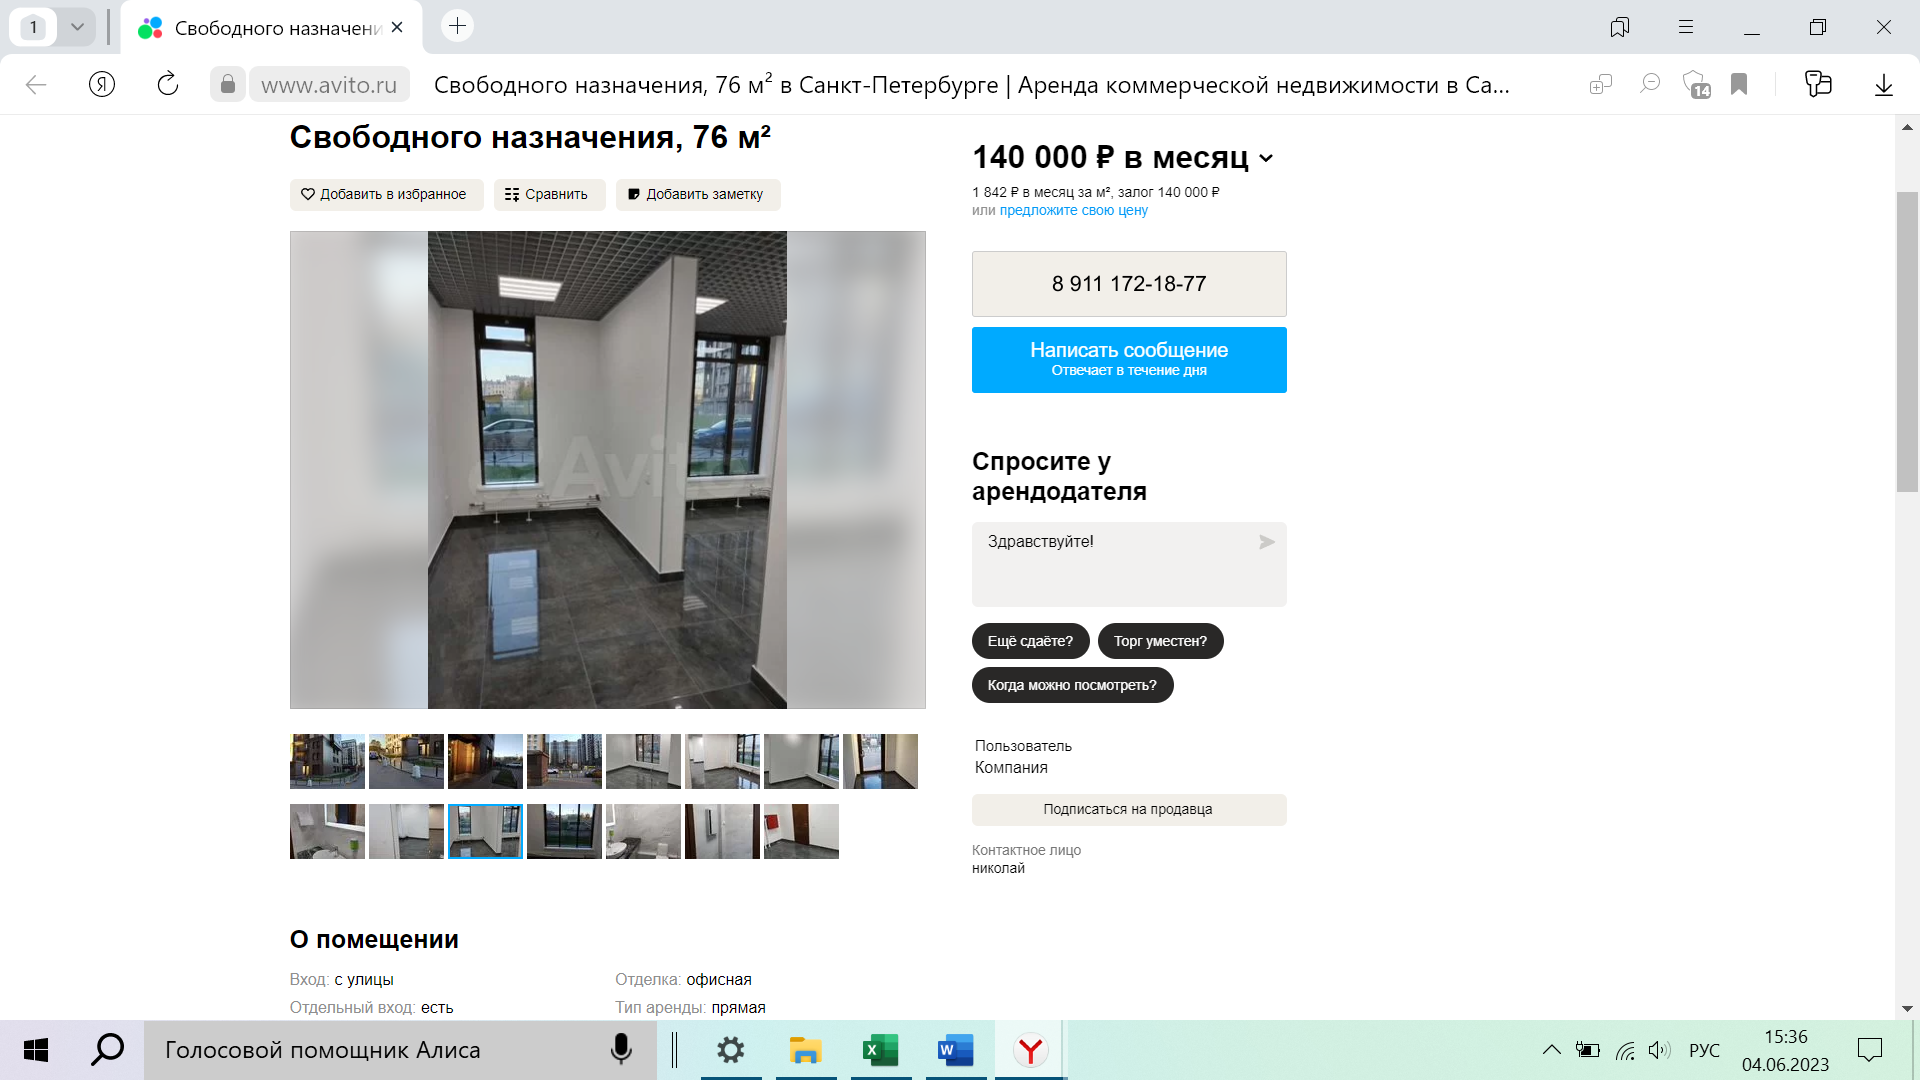 1
Свободного назначени
www.avito.ru
Свободного назначения, 76 м² в Санкт-Петербурге | Аренда коммерческой недвижимости в Са...
14
Свободного назначения, 76 м²
Добавить в избранное
Сравнить
Добавить заметку
Avito
140 000 ₽ в месяц
1 842 ₽ в месяц за м², залог 140 000 ₽
или предложите свою цену
8 911 172-18-77
Написать сообщение
Отвечает в течение дня
Спросите у
арендодателя
Здравствуйте!
Ещё сдаёте?
Торг уместен?
Когда можно посмотреть?
Пользователь
Компания
Подписаться на продавца
Контактное лицо
николай
О помещении
Вход: с улицы
Отделка: офисная
Отдельный вход: есть
Тип аренды: прямая
Голосовой помощник Алиса
РУС
15:36
04.06.2023